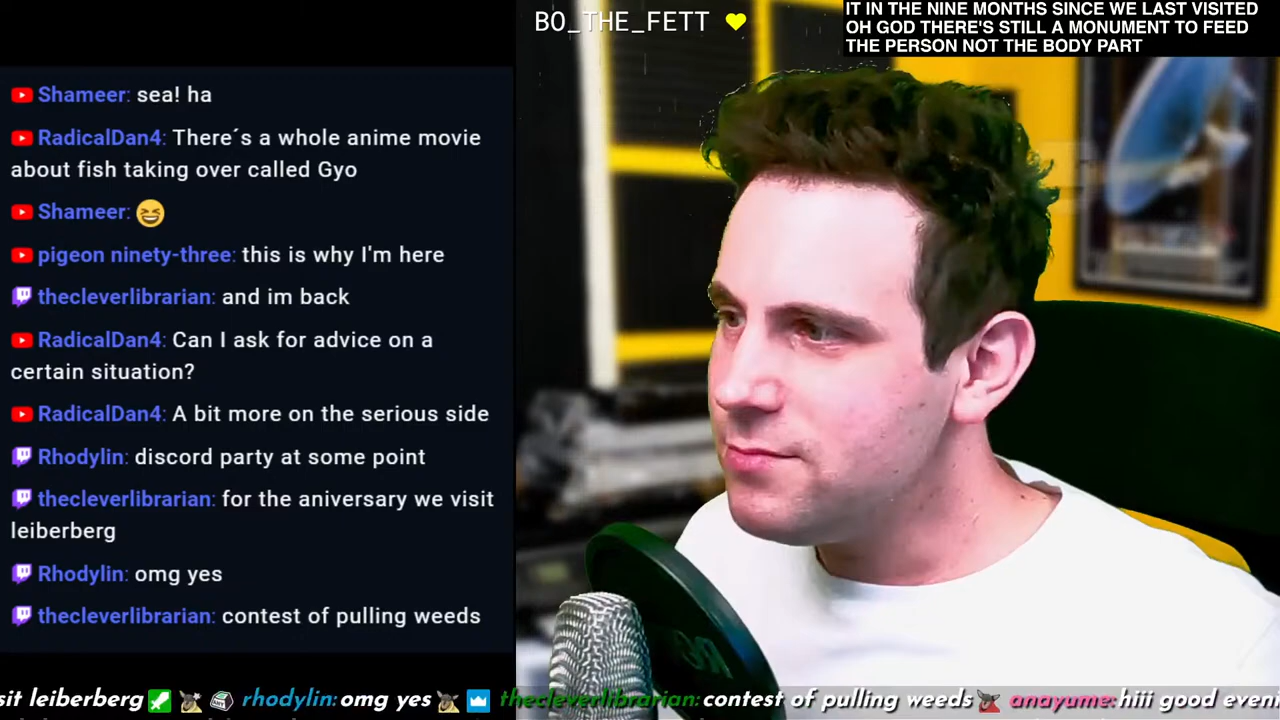 BO_THE_FETT
IT IN THE NINE MONTHS SINCE WE LAST VISITED
OH GOD THERE'S STILL A MONUMENT TO FEED
THE PERSON NOT THE BODY PART
Shameer: sea! ha
RadicalDan4: There´s a whole anime movie
about fish taking over called Gyo
Shameer: 😆
pigeon ninety-three: this is why I'm here
thecleverlibrarian: and im back
RadicalDan4: Can I ask for advice on a
certain situation?
RadicalDan4: A bit more on the serious side
Rhodylin: discord party at some point
thecleverlibrarian: for the aniversary we visit
leiberberg
Rhodylin: omg yes
thecleverlibrarian: contest of pulling weeds
sit leiberberg rhodylin: omg yes thecleverlibrarian: contest of pulling weeds anayume: hiii good eveni